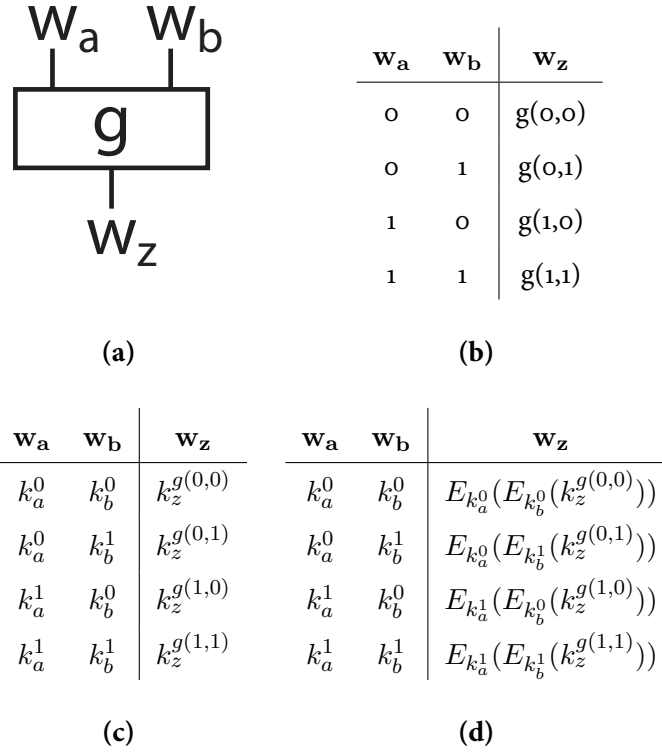 w_a w_b
g
w_z
w_a w_b w_z
0 0 g(0,0)
0 1 g(0,1)
1 0 g(1,0)
1 1 g(1,1)
(a) (b)
w_a w_b w_z
k_a^0 k_b^0 k_z^{g(0,0)}
k_a^0 k_b^1 k_z^{g(0,1)}
k_a^1 k_b^0 k_z^{g(1,0)}
k_a^1 k_b^1 k_z^{g(1,1)}
(c)
w_a w_b w_z
k_a^0 k_b^0 E_{k_a^0}(E_{k_b^0}(k_z^{g(0,0)}))
k_a^0 k_b^1 E_{k_a^0}(E_{k_b^1}(k_z^{g(0,1)}))
k_a^1 k_b^0 E_{k_a^1}(E_{k_b^0}(k_z^{g(1,0)}))
k_a^1 k_b^1 E_{k_a^1}(E_{k_b^1}(k_z^{g(1,1)}))
(d)